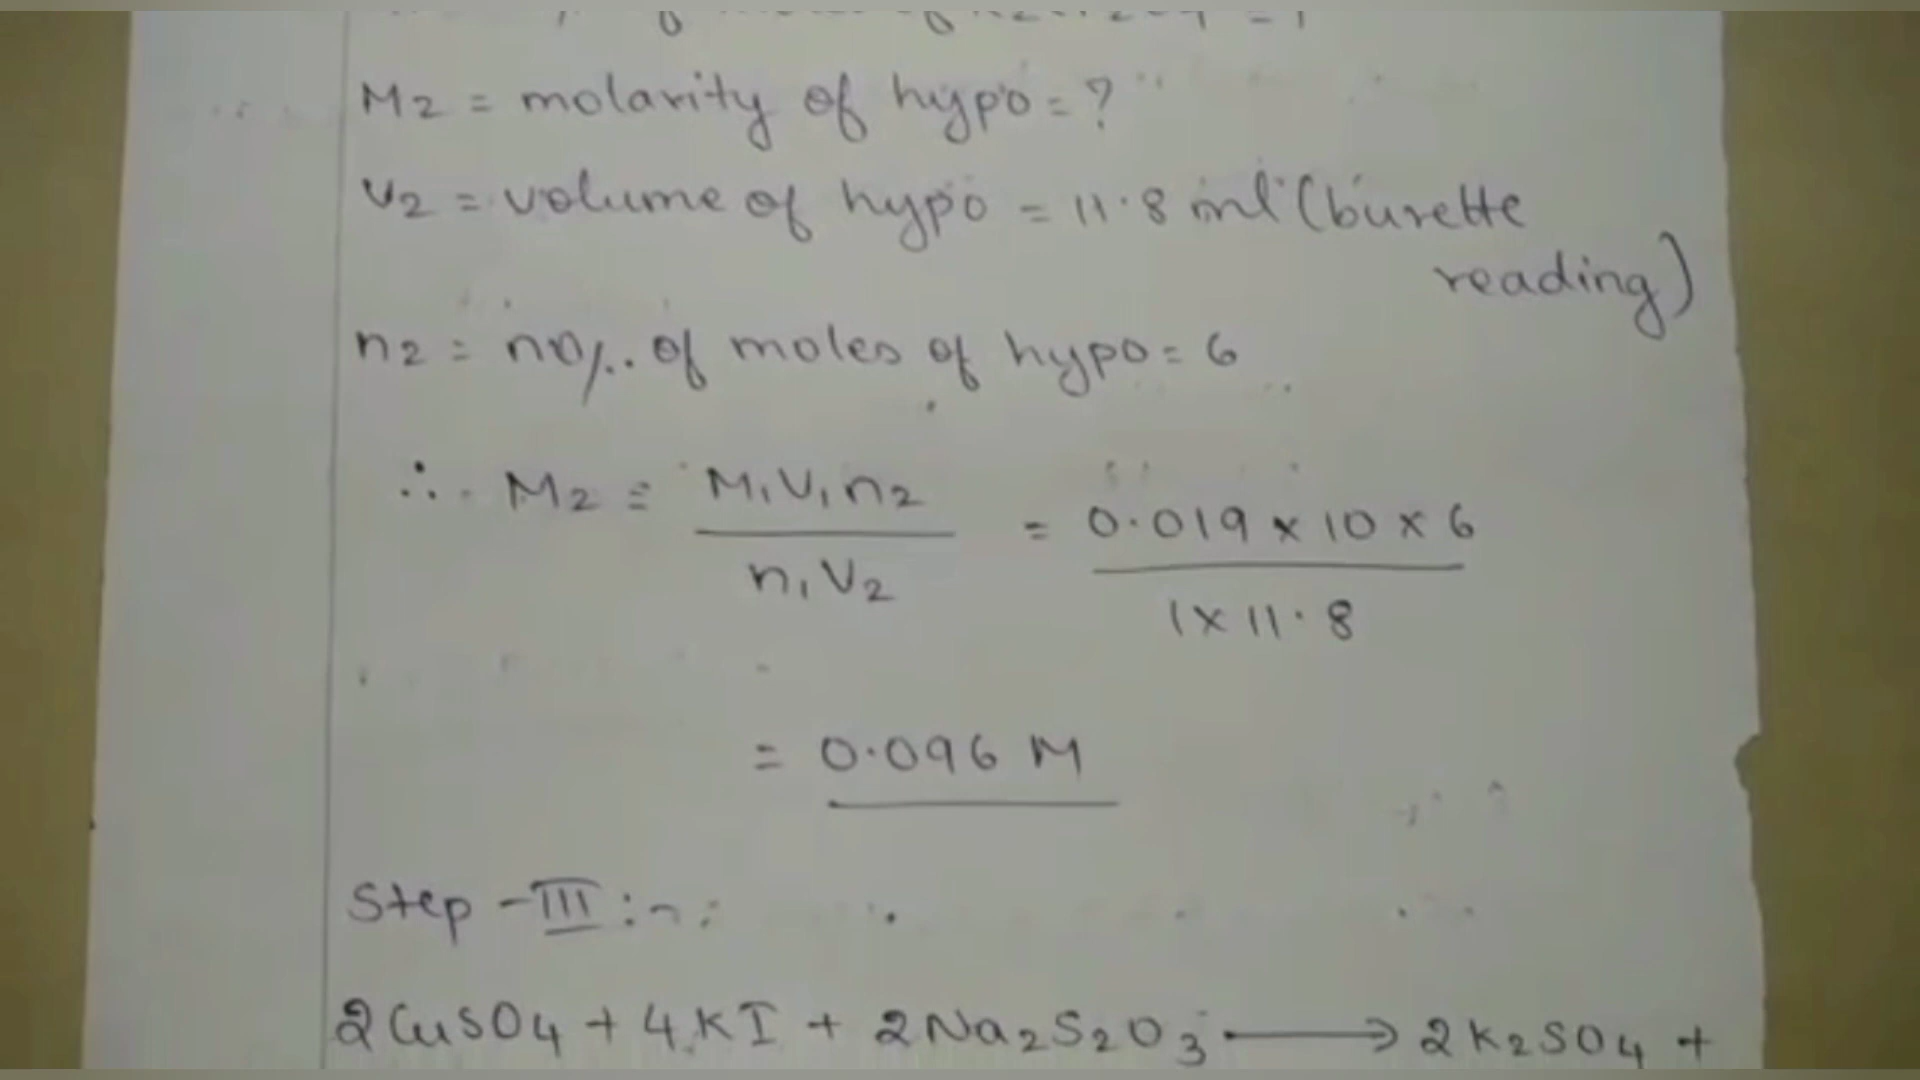 M2 = molarity of hypo = ?
V2 = volume of hypo = 11.8 ml (burette
reading)
n2 = no/.. of moles of hypo = 6
∴ M2 = M1V1n2 / n1V2 = 0.019 x 10 x 6 / 1 x 11.8
= 0.096 M
Step - III :-
2CuSO4 + 4KI + 2Na2S2O3 → 2K2SO4 +